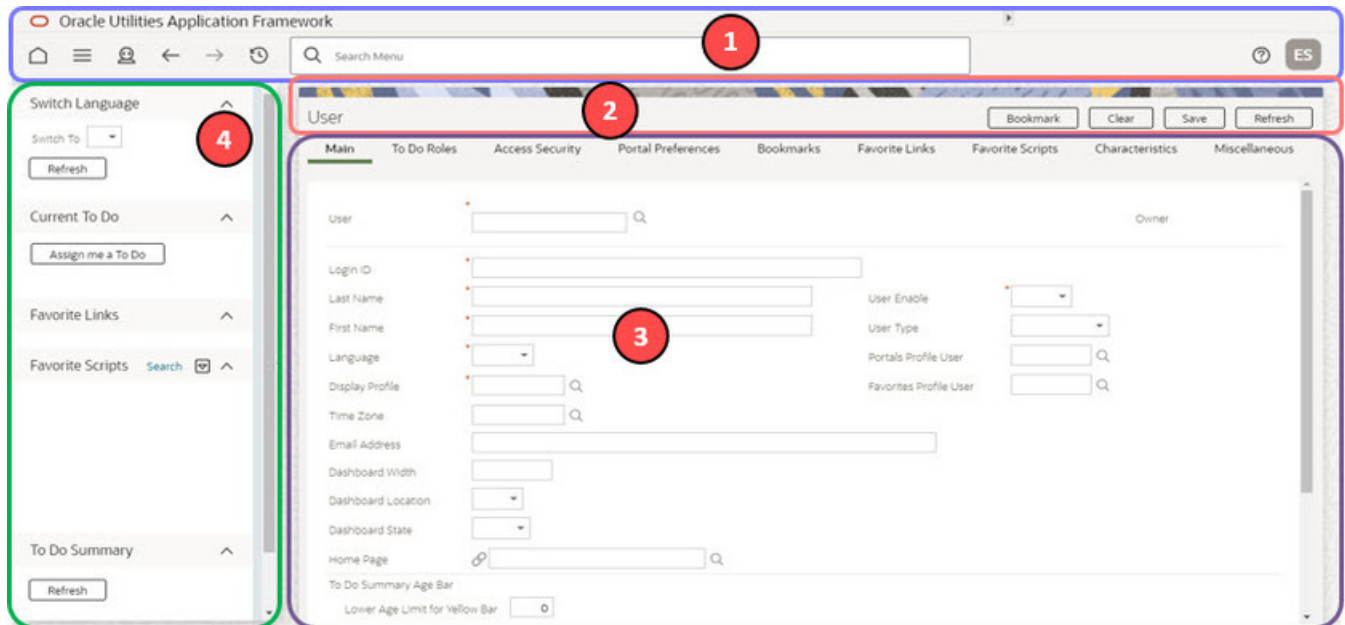 Oracle Utilities Application Framework
Search Menu
ES
1
2
3
4
Switch Language
Switch To
Refresh
Current To Do
Assign me a To Do
Favorite Links
Favorite Scripts Search
To Do Summary
Refresh
User
Bookmark Clear Save Refresh
Main To Do Roles Access Security Portal Preferences Bookmarks Favorite Links Favorite Scripts Characteristics Miscellaneous
User * Owner
Login ID *
Last Name * User Enable *
First Name * User Type
Language * Portals Profile User
Display Profile * Favorites Profile User
Time Zone
Email Address
Dashboard Width
Dashboard Location
Dashboard State
Home Page
To Do Summary Age Bar
Lower Age Limit for Yellow Bar 0